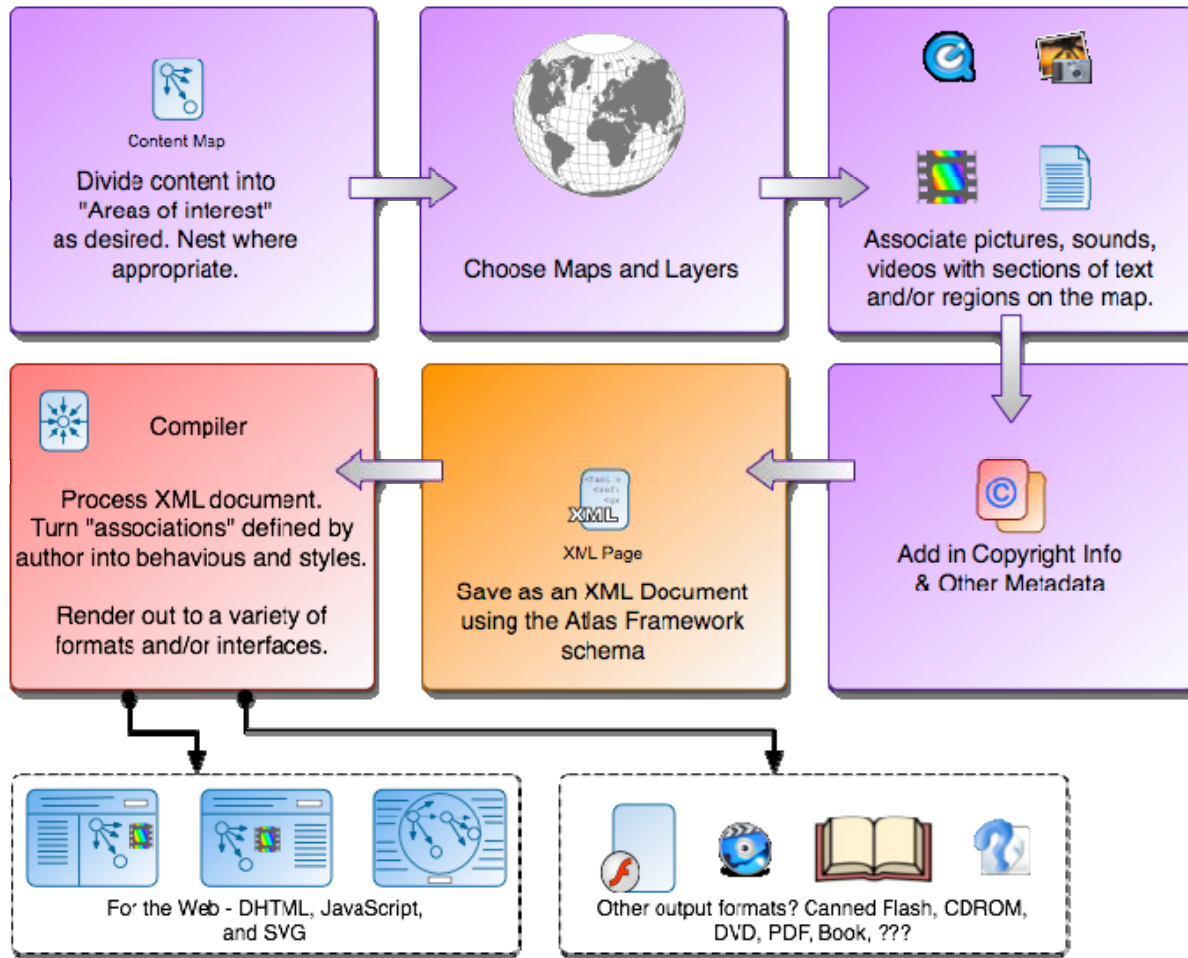 Content Map
Divide content into
"Areas of interest"
as desired. Nest where
appropriate.
Choose Maps and Layers
Associate pictures, sounds,
videos with sections of text
and/or regions on the map.
Compiler
Process XML document.
Turn "associations" defined by
author into behavious and styles.
Render out to a variety of
formats and/or interfaces.
XML
XML Page
Save as an XML Document
using the Atlas Framework
schema
©
Add in Copyright Info
& Other Metadata
For the Web - DHTML, JavaScript,
and SVG
Other output formats? Canned Flash, CDROM,
DVD, PDF, Book, ???